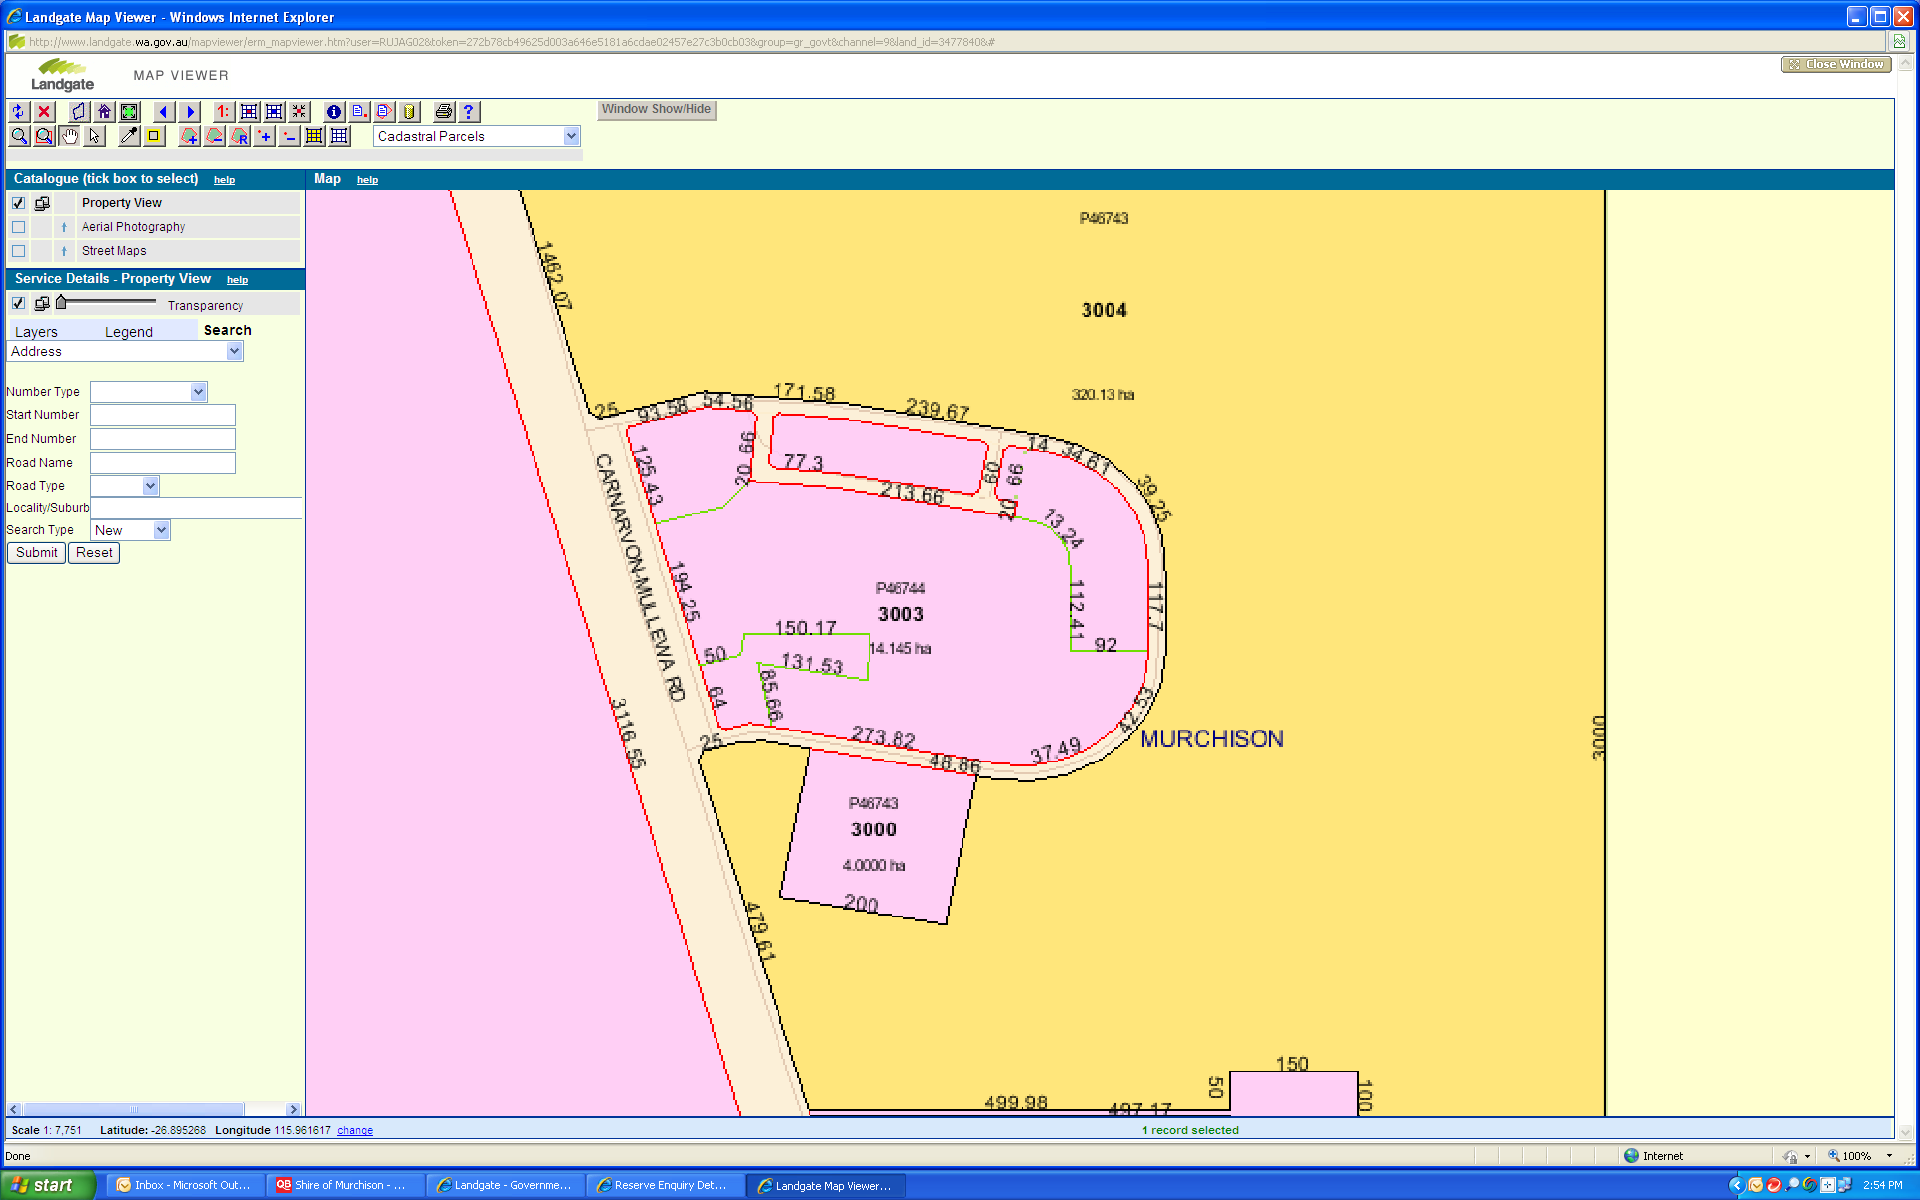 Landgate Map Viewer - Windows Internet Explorer
http://www.landgate.wa.gov.au/mapviewer/erm_mapviewer.htm?user=RUJAG02&token=272b78cb49625d003a646e5181a6cdae02457e27c3b0cb03&group=gr_govt&channel=9&land_id=3477840&#
Landgate
MAP VIEWER
Close Window
Window Show/Hide
1:
R
Cadastral Parcels
Catalogue (tick box to select) help
Map help
Property View
Aerial Photography
Street Maps
Service Details - Property View help
Transparency
Layers Legend Search
Address
Number Type
Start Number
End Number
Road Name
Road Type
Locality/Suburb
Search Type New
Submit Reset
P46743
3004
320.13 ha
1462.07
25
93.58
54.56
171.58
239.67
14
34.61
39.25
125.43
66
20
77.3
213.66
60
66
20
13.24
112.41
117.7
92
CARNARVON-MULLEWA RD
194.25
P46744
3003
14.145 ha
150.17
131.53
50
64
85.66
25
273.82
48.86
37.49
42.53
MURCHISON
3116.55
3000
P46743
3000
4.0000 ha
200
479.61
499.98
497.17
50
150
100
Scale 1: 7,751 Latitude: -26.895268 Longitude 115.961617 change
1 record selected
Done
Internet
100%
start
Inbox - Microsoft Out...
QB Shire of Murchison - ...
Landgate - Governme...
Reserve Enquiry Det...
Landgate Map Viewer...
2:54 PM